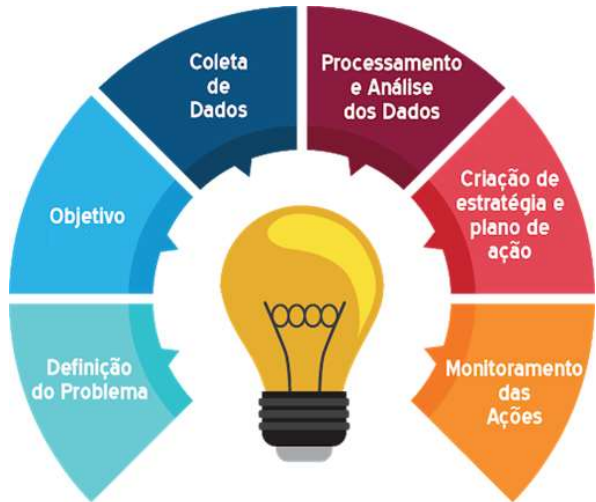 Definição
do Problema
Objetivo
Coleta
de
Dados
Processamento
e Análise
dos Dados
Criação de
estratégia e
plano de
ação
Monitoramento
das
Ações